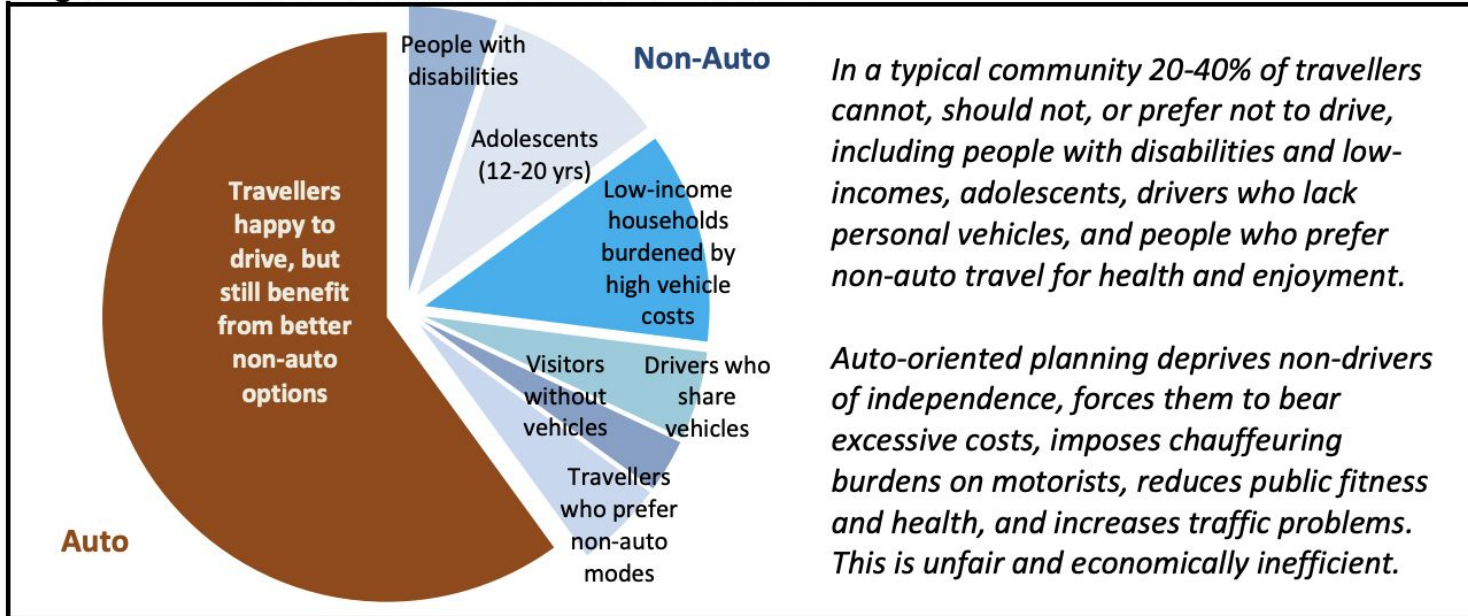 People with
disabilities
Non-Auto
Adolescents
(12-20 yrs)
Low-income
households
burdened by
high vehicle
costs
Travellers
happy to
drive, but
still benefit
from better
non-auto
options
Visitors
without
vehicles
Drivers who
share
vehicles
Travellers
who prefer
non-auto
modes
Auto
In a typical community 20-40% of travellers
cannot, should not, or prefer not to drive,
including people with disabilities and low-
incomes, adolescents, drivers who lack
personal vehicles, and people who prefer
non-auto travel for health and enjoyment.
Auto-oriented planning deprives non-drivers
of independence, forces them to bear
excessive costs, imposes chauffeuring
burdens on motorists, reduces public fitness
and health, and increases traffic problems.
This is unfair and economically inefficient.